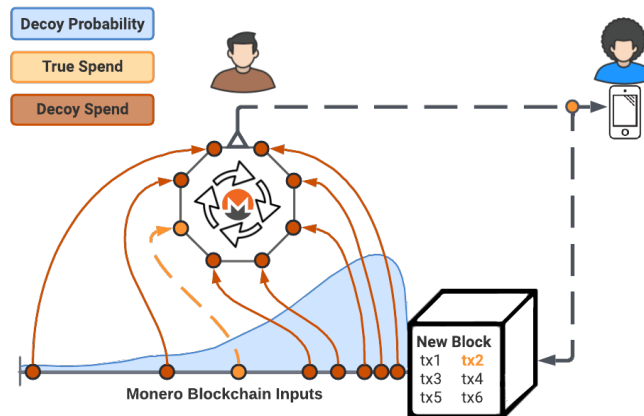 Decoy Probability
True Spend
Decoy Spend
New Block
tx1 tx2
tx3 tx4
tx5 tx6
Monero Blockchain Inputs